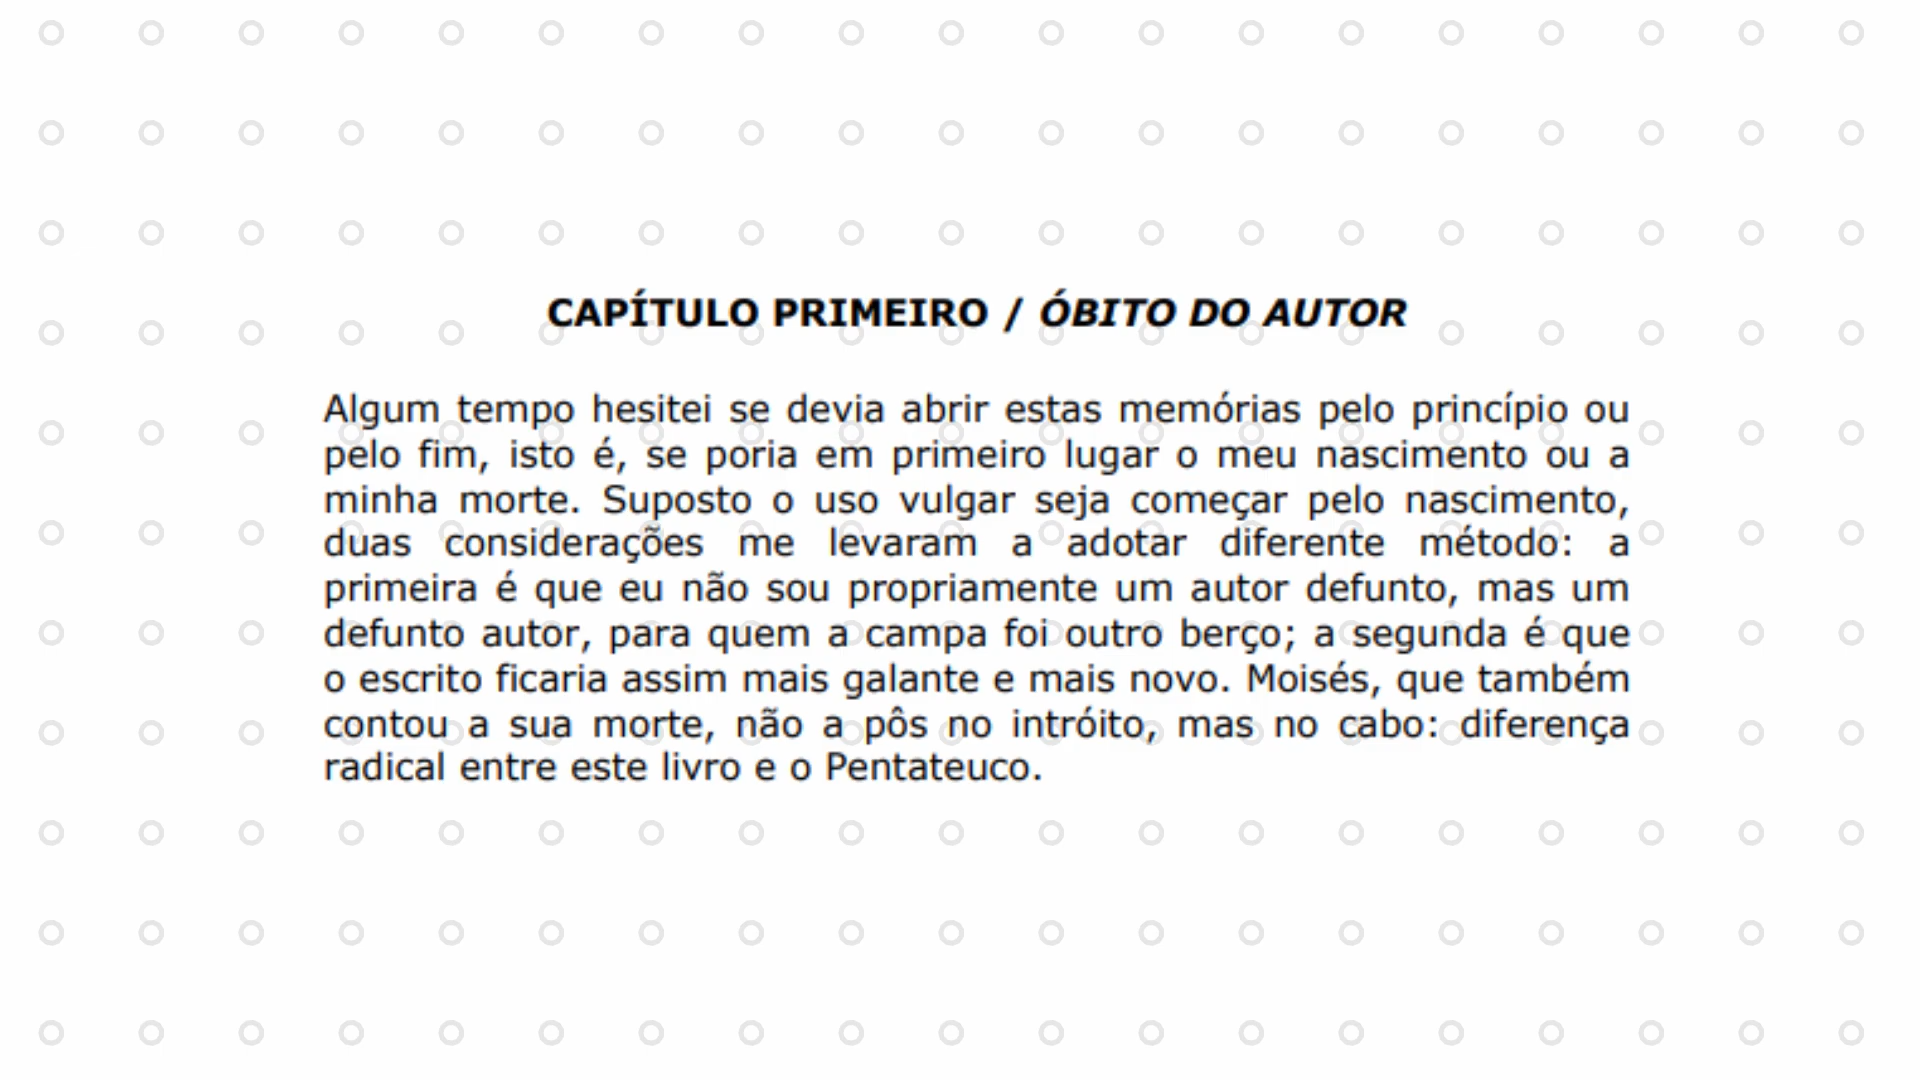 CAPÍTULO PRIMEIRO / ÓBITO DO AUTOR
Algum tempo hesitei se devia abrir estas memórias pelo princípio ou
pelo fim, isto é, se poria em primeiro lugar o meu nascimento ou a
minha morte. Suposto o uso vulgar seja começar pelo nascimento,
duas considerações me levaram a adotar diferente método: a
primeira é que eu não sou propriamente um autor defunto, mas um
defunto autor, para quem a campa foi outro berço; a segunda é que
o escrito ficaria assim mais galante e mais novo. Moisés, que também
contou a sua morte, não a pôs no intróito, mas no cabo: diferença
radical entre este livro e o Pentateuco.